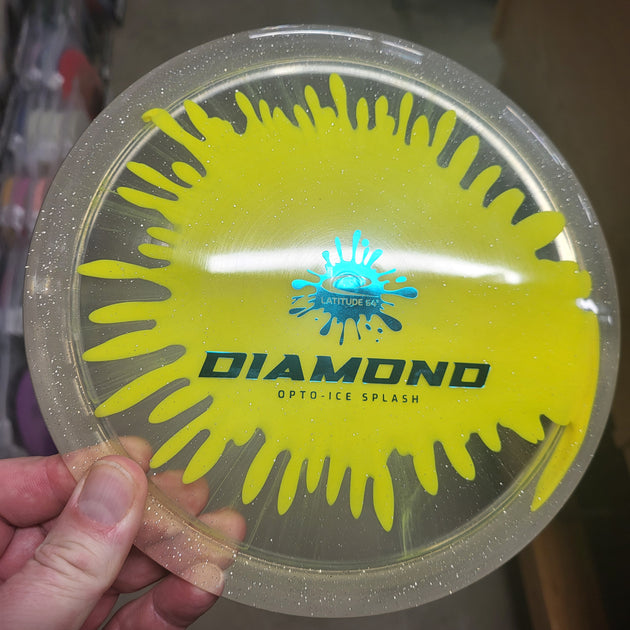 LATITUDE 64°
DIAMOND
OPTO-ICE SPLASH